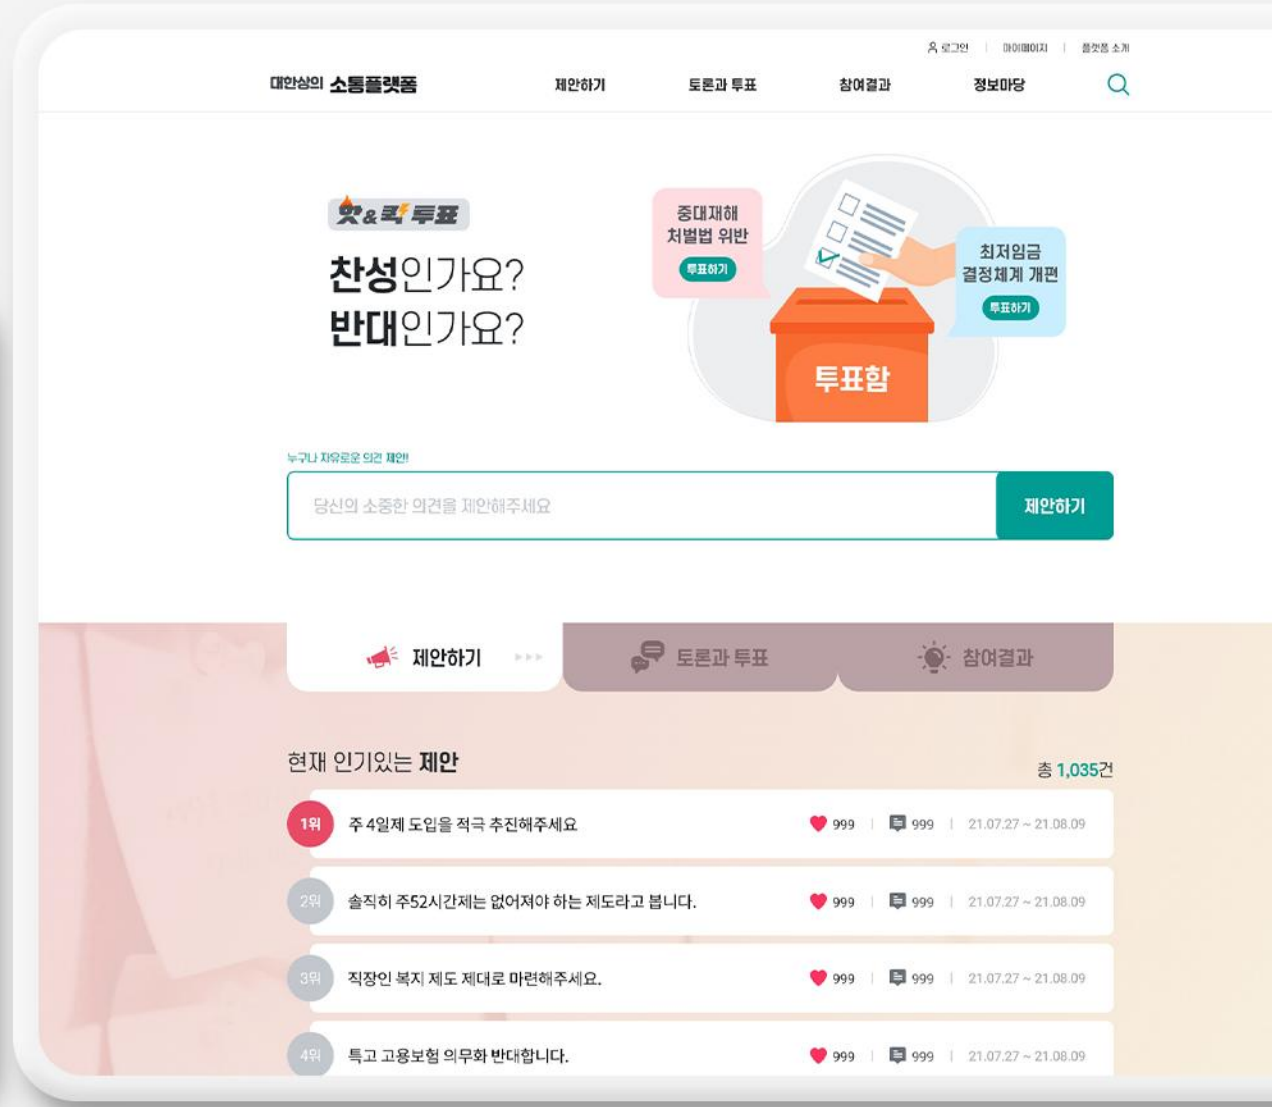 로그인 | 마이페이지 | 플랫폼 소개
대한상의 소통플랫폼 제안하기 토론과 투표 참여결과 정보마당
핫&콕 투표
찬성인가요?
반대인가요?
중대재해
처벌법 위반
투표하기
최저임금
결정체계 개편
투표하기
투표함
누구나 자유로운 의견 제안!!
당신의 소중한 의견을 제안해주세요 제안하기
제안하기 토론과 투표 참여결과
현재 인기있는 제안 총 1,035건
1위 주 4일제 도입을 적극 추진해주세요 999 | 999 | 21.07.27 ~ 21.08.09
2위 솔직히 주52시간제는 없어져야 하는 제도라고 봅니다. 999 | 999 | 21.07.27 ~ 21.08.09
3위 직장인 복지 제도 제대로 마련해주세요. 999 | 999 | 21.07.27 ~ 21.08.09
4위 특고 고용보험 의무화 반대합니다. 999 | 999 | 21.07.27 ~ 21.08.09